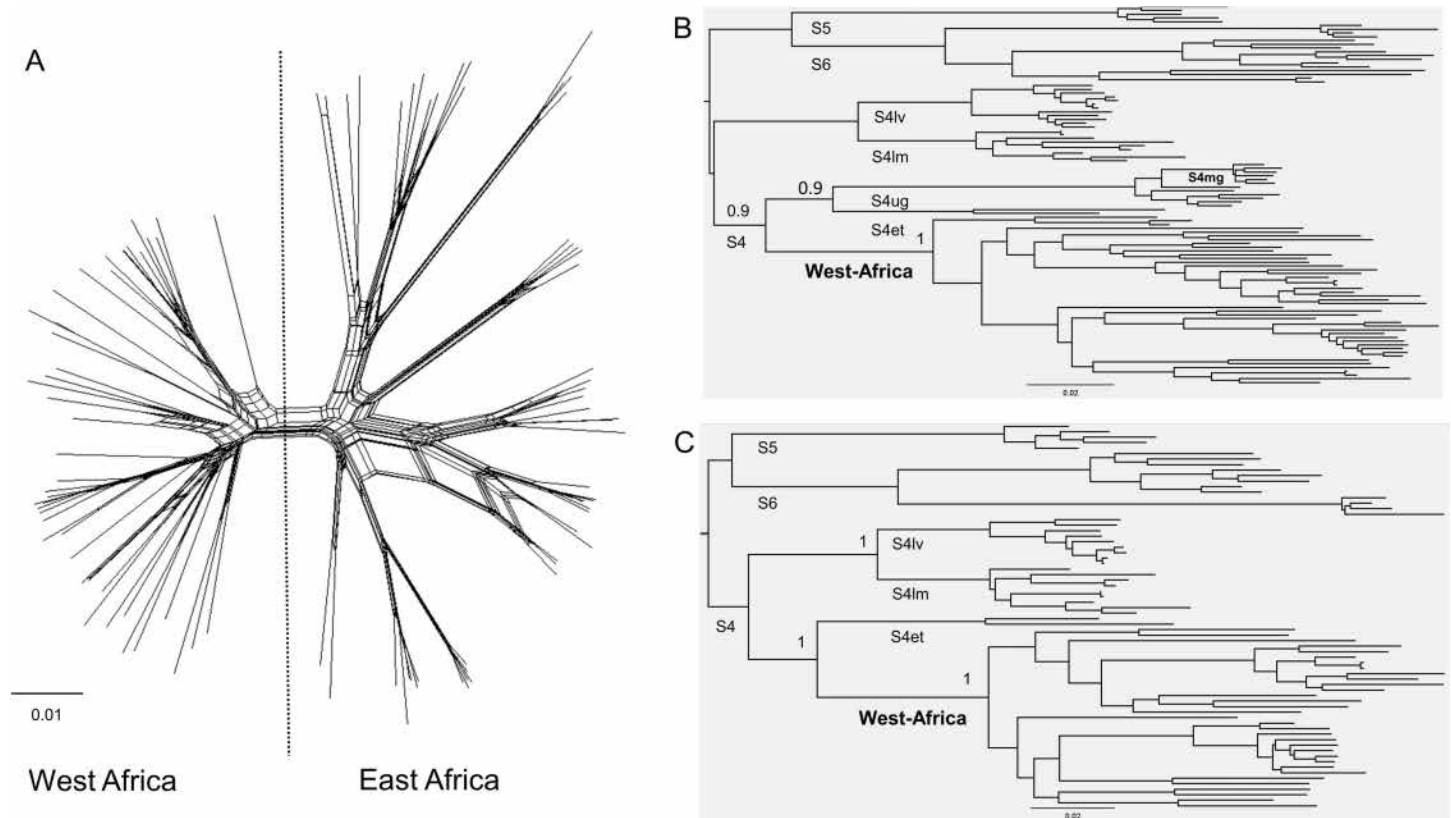 A
0.01
West Africa
East Africa
B
S5
S6
S4lv
S4lm
S4mg
0.9
S4ug
0.9
S4
S4et
1
West-Africa
0.02
C
S5
S6
1
S4lv
S4lm
S4
S4et
1
1
West-Africa
0.02